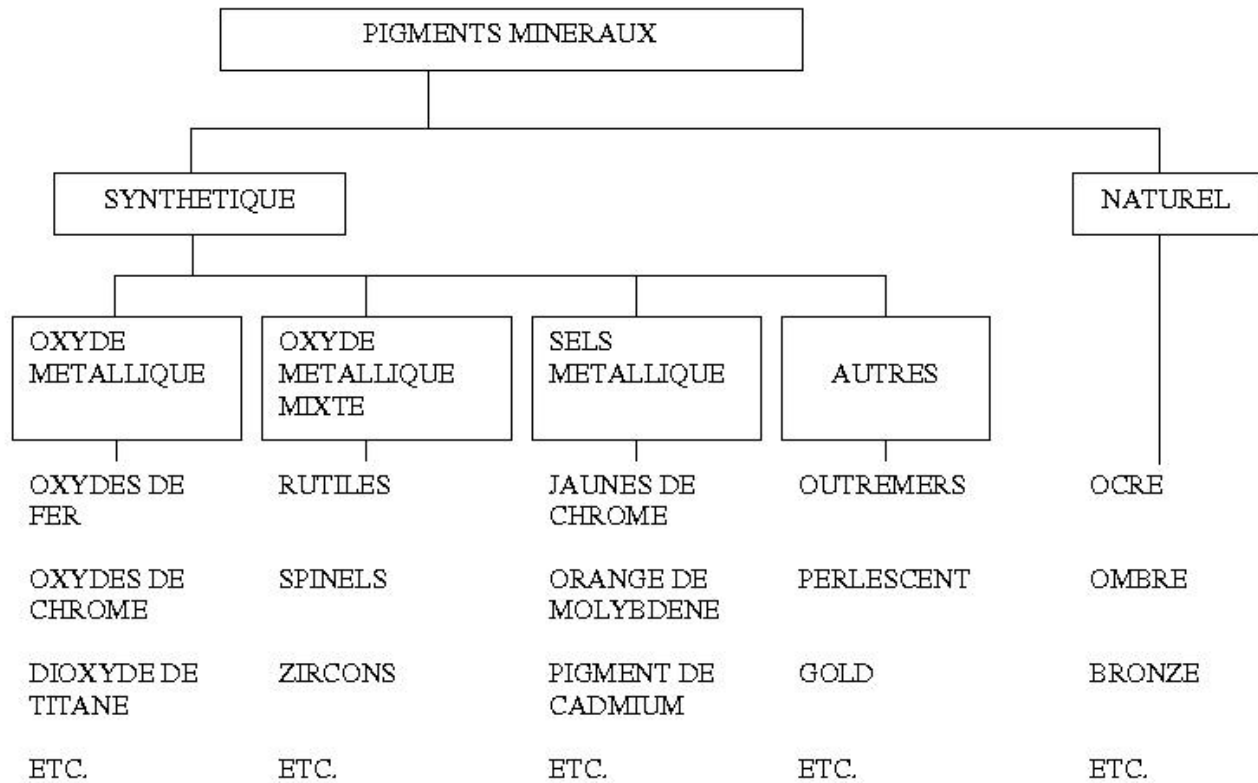 PIGMENTS MINERAUX
SYNTHETIQUE
NATUREL
OXYDE
METALLIQUE
OXYDE
METALLIQUE
MIXTE
SELS
METALLIQUE
AUTRES
OXYDES DE
FER
OXYDES DE
CHROME
DIOXYDE DE
TITANE
ETC.
RUTILES
SPINELS
ZIRCONS
ETC.
JAUNES DE
CHROME
ORANGE DE
MOLYBDENE
PIGMENT DE
CADMIUM
ETC.
OUTREMERS
PERLESCENT
GOLD
ETC.
OCRE
OMBRE
BRONZE
ETC.